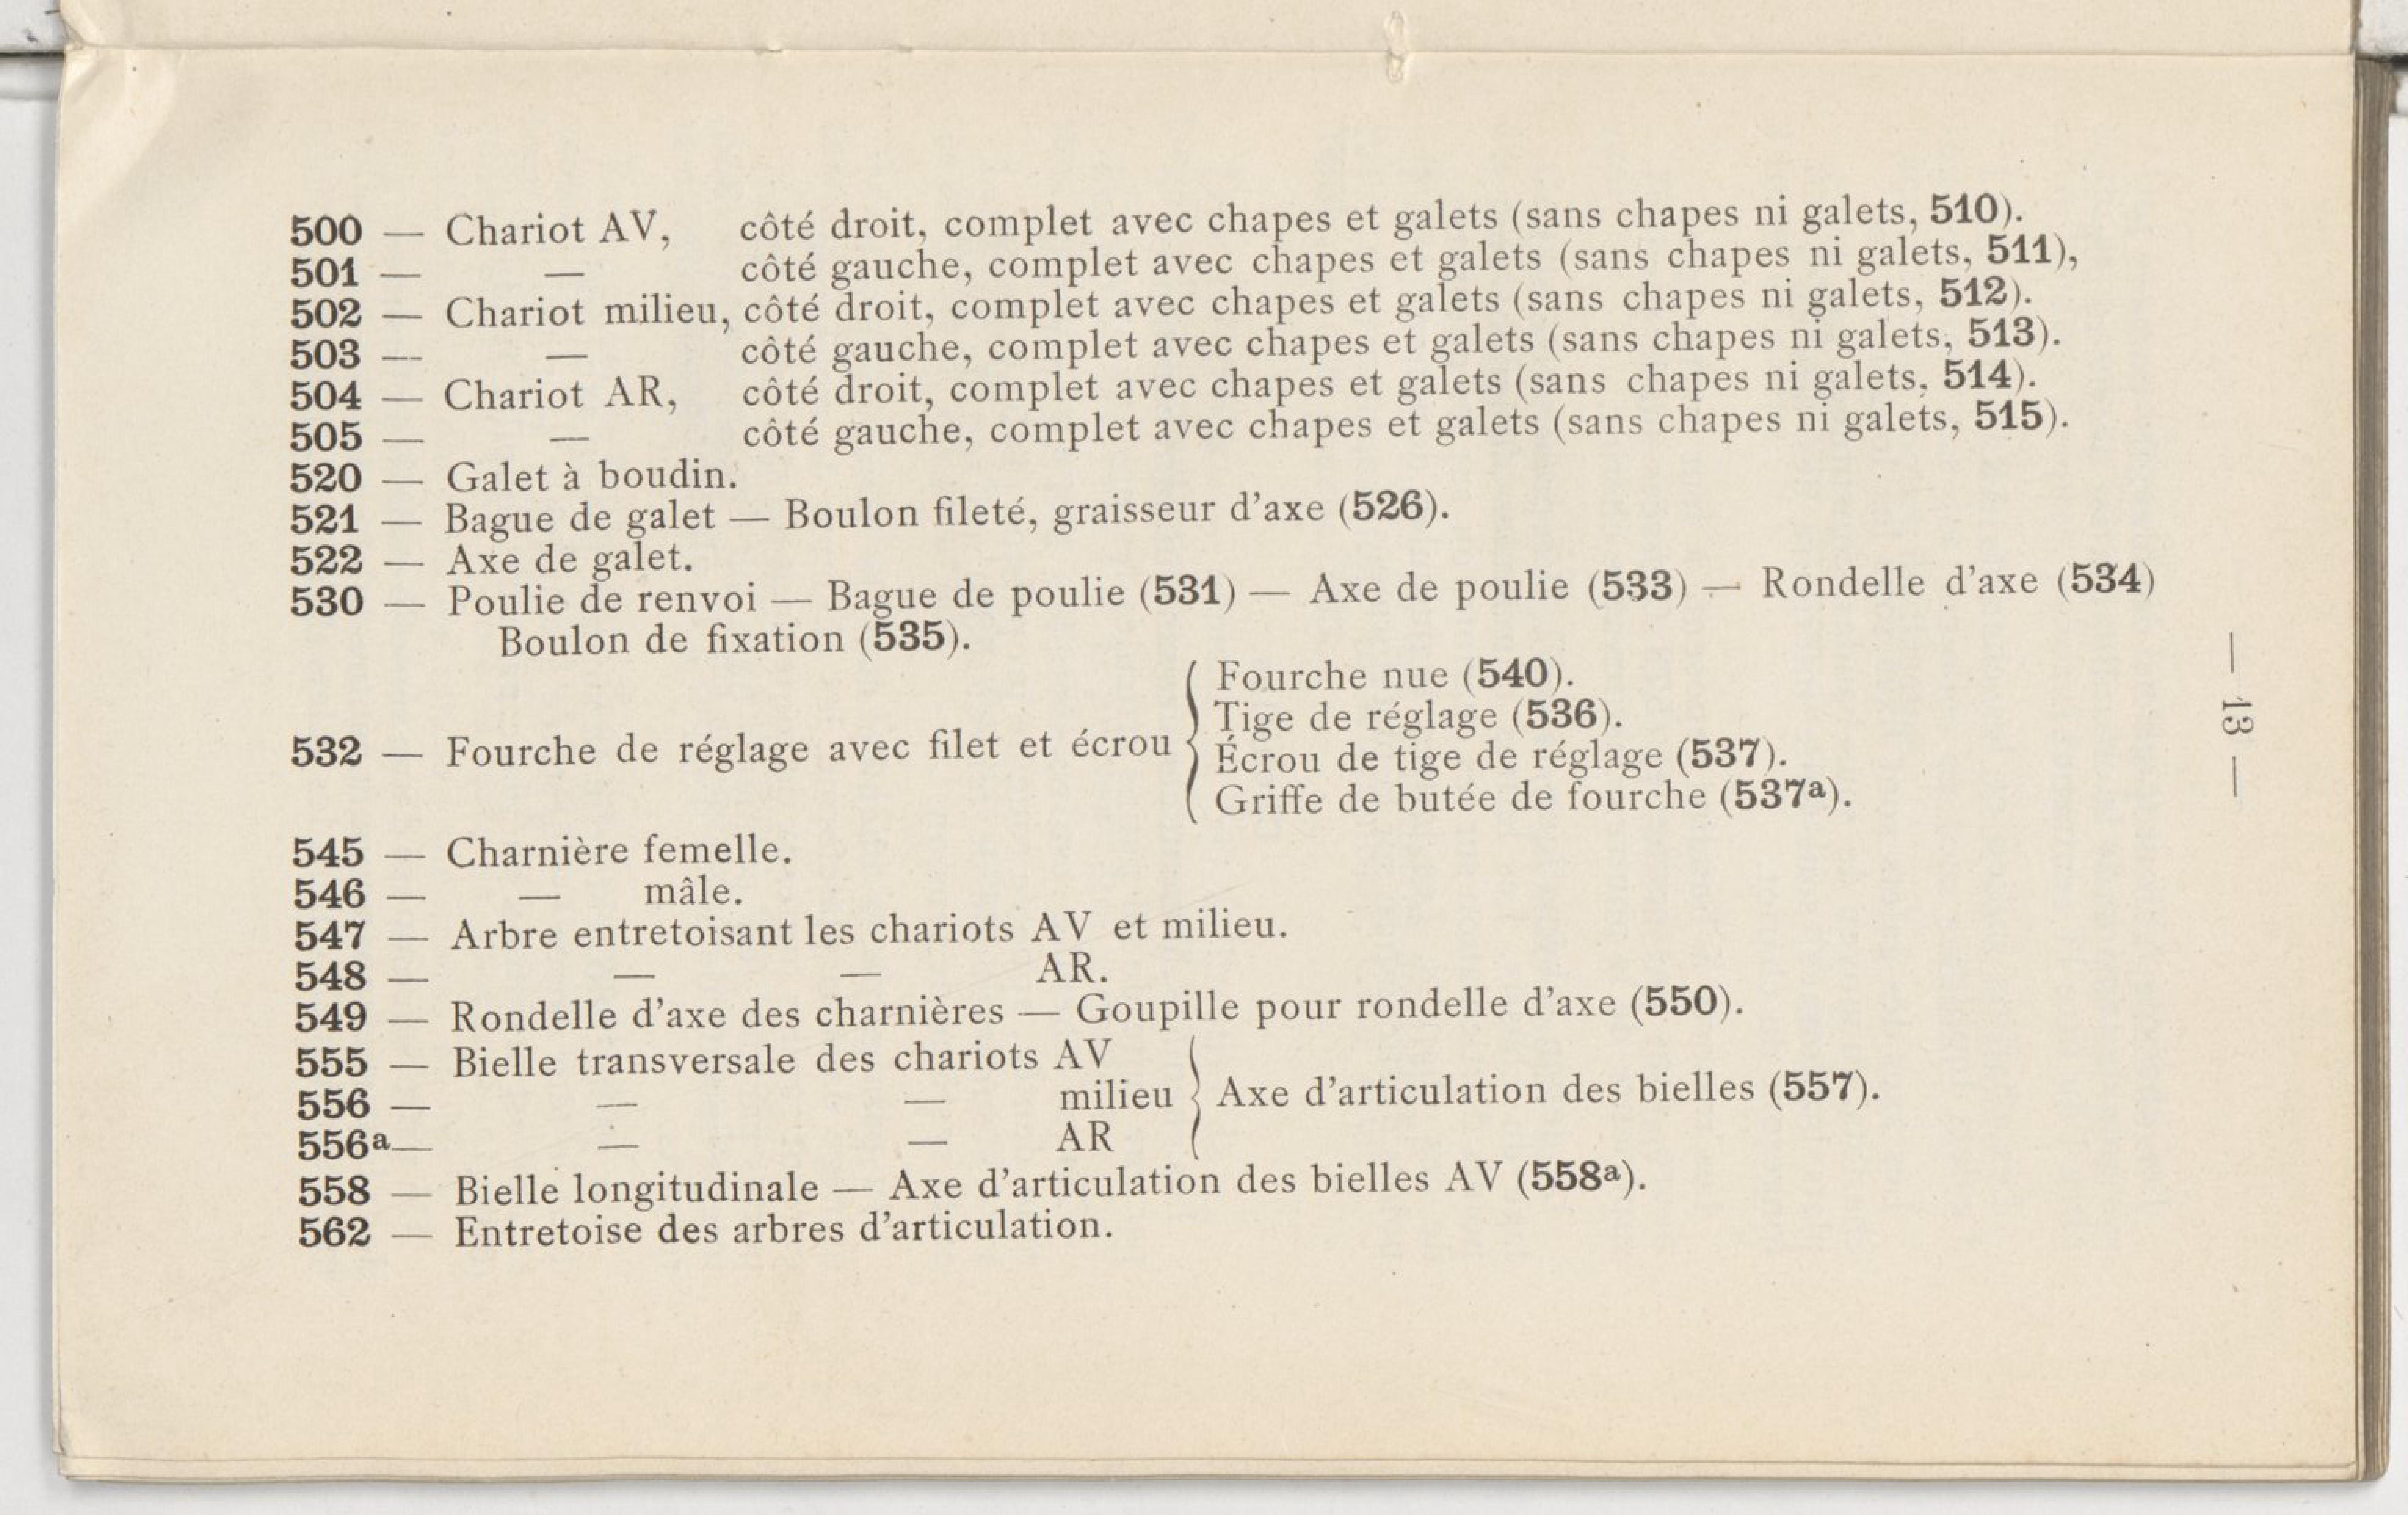 500 — Chariot AV, côté droit, complet avec chapes et galets (sans chapes ni galets, 510).
501 — — côté gauche, complet avec chapes et galets (sans chapes ni galets, 511),
502 — Chariot milieu, côté droit, complet avec chapes et galets (sans chapes ni galets, 512).
503 — — côté gauche, complet avec chapes et galets (sans chapes ni galets, 513).
504 — Chariot AR, côté droit, complet avec chapes et galets (sans chapes ni galets, 514).
505 — — côté gauche, complet avec chapes et galets (sans chapes ni galets, 515).
520 — Galet à boudin.
521 — Bague de galet — Boulon fileté, graisseur d'axe (526).
522 — Axe de galet.
530 — Poulie de renvoi — Bague de poulie (531) — Axe de poulie (533) — Rondelle d'axe (534)
Boulon de fixation (535).
532 — Fourche de réglage avec filet et écrou
Fourche nue (540).
Tige de réglage (536).
Écrou de tige de réglage (537).
Griffe de butée de fourche (537a).
545 — Charnière femelle.
546 — — mâle.
547 — Arbre entretoisant les chariots AV et milieu.
548 — — — AR.
549 — Rondelle d'axe des charnières — Goupille pour rondelle d'axe (550).
555 — Bielle transversale des chariots AV
556 — — — milieu
556a — — — AR
Axe d'articulation des bielles (557).
558 — Bielle longitudinale — Axe d'articulation des bielles AV (558a).
562 — Entretoise des arbres d'articulation.
— 13 —